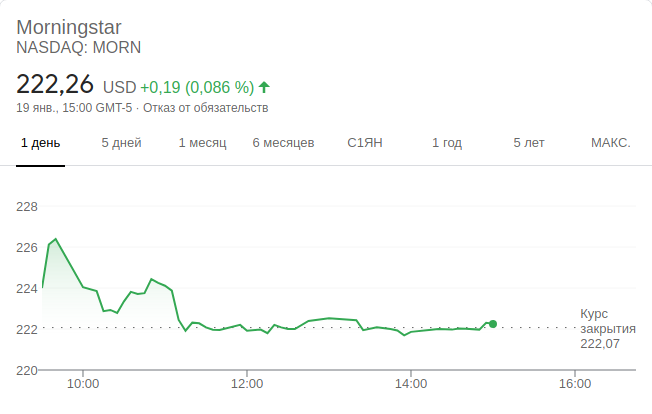 Morningstar
NASDAQ: MORN
222,26 USD +0,19 (0,086 %)
19 янв., 15:00 GMT-5 · Отказ от обязательств
1 день 5 дней 1 месяц 6 месяцев С1ЯН 1 год 5 лет МАКС.
228
226
224
222
220
Курс
закрытия
222,07
10:00 12:00 14:00 16:00